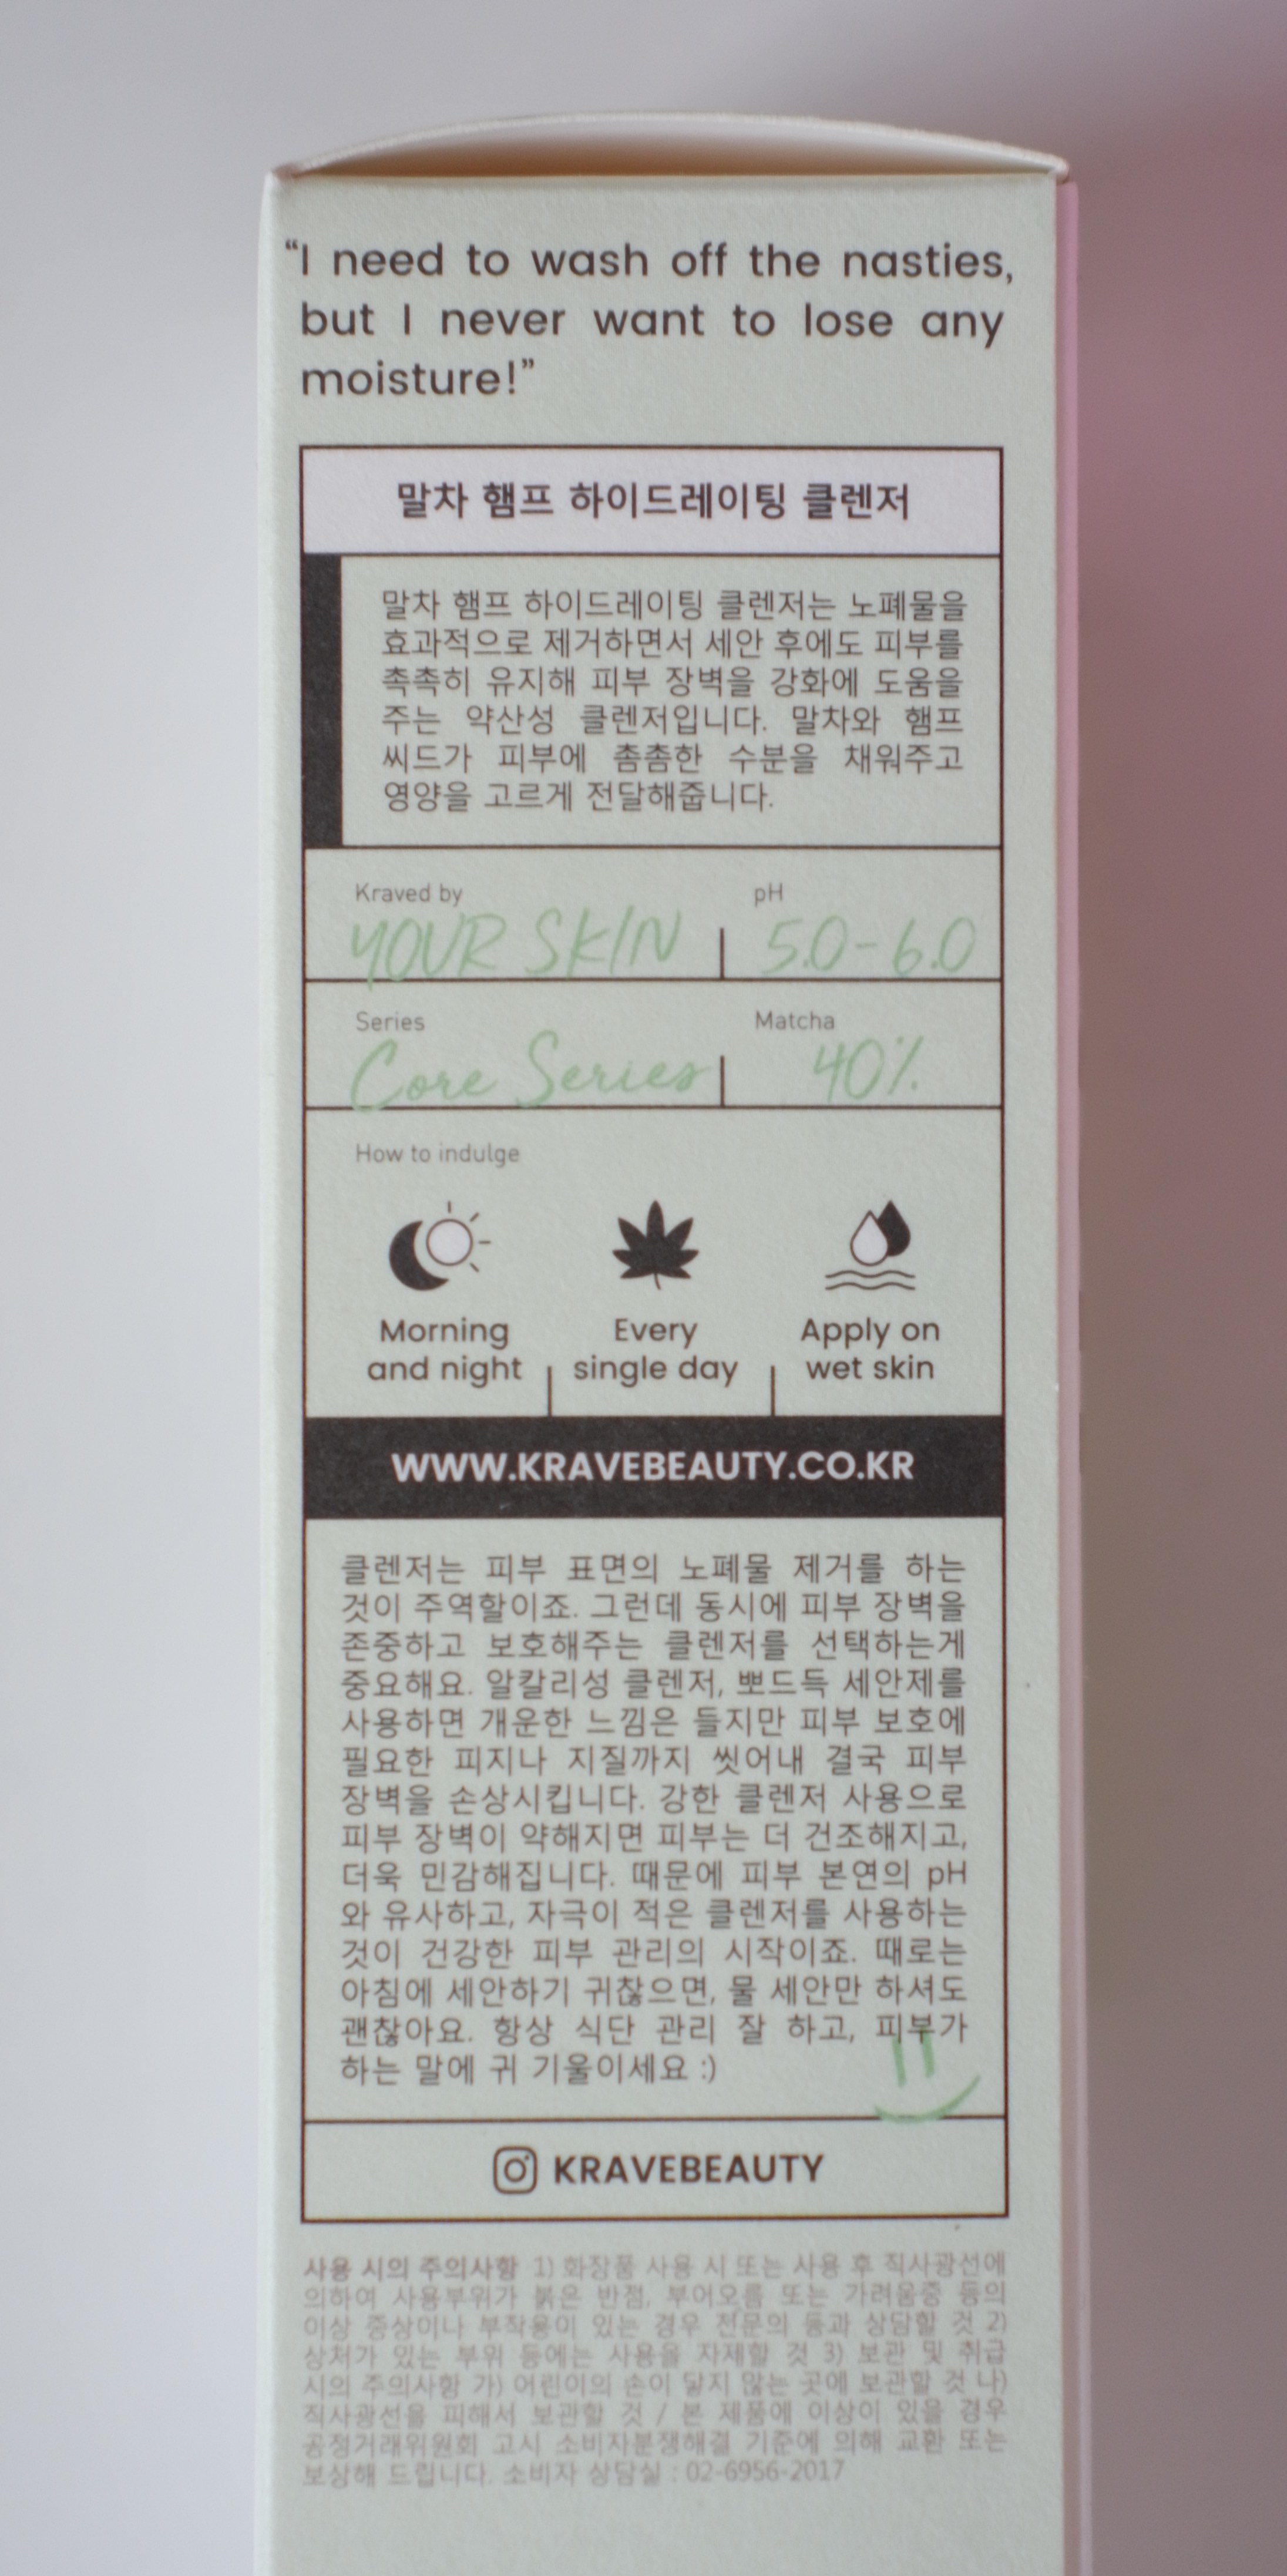 “I need to wash off the nasties,
but I never want to lose any
moisture!”
말차 햄프 하이드레이팅 클렌저
말차 햄프 하이드레이팅 클렌저는 노폐물을
효과적으로 제거하면서 세안 후에도 피부를
촉촉히 유지해 피부 장벽을 강화에 도움을
주는 약산성 클렌저입니다. 말차와 햄프
씨드가 피부에 촘촘한 수분을 채워주고
영양을 고르게 전달해줍니다.
Kraved by pH
YOUR SKIN 5.0-6.0
Series Matcha
Core Series 40%
How to indulge
Morning Every Apply on
and night single day wet skin
WWW.KRAVEBEAUTY.CO.KR
클렌저는 피부 표면의 노폐물 제거를 하는
것이 주역할이죠. 그런데 동시에 피부 장벽을
존중하고 보호해주는 클렌저를 선택하는게
중요해요. 알칼리성 클렌저, 뽀드득 세안제를
사용하면 개운한 느낌은 들지만 피부 보호에
필요한 피지나 지질까지 씻어내 결국 피부
장벽을 손상시킵니다. 강한 클렌저 사용으로
피부 장벽이 약해지면 피부는 더 건조해지고,
더욱 민감해집니다. 때문에 피부 본연의 pH
와 유사하고, 자극이 적은 클렌저를 사용하는
것이 건강한 피부 관리의 시작이죠. 때로는
아침에 세안하기 귀찮으면, 물 세안만 하셔도
괜찮아요. 항상 식단 관리 잘 하고, 피부가
하는 말에 귀 기울이세요 :)
KRAVEBEAUTY
사용 시의 주의사항 1) 화장품 사용 시 또는 사용 후 직사광선에
의하여 사용부위가 붉은 반점, 부어오름 또는 가려움증 등의
이상 증상이나 부작용이 있는 경우 전문의 등과 상담할 것 2)
상처가 있는 부위 등에는 사용을 자제할 것 3) 보관 및 취급
시의 주의사항 가) 어린이의 손이 닿지 않는 곳에 보관할 것 나)
직사광선을 피해서 보관할 것 / 본 제품에 이상이 있을 경우
공정거래위원회 고시 소비자분쟁해결 기준에 의해 교환 또는
보상해 드립니다. 소비자 상담실 : 02-6956-2017